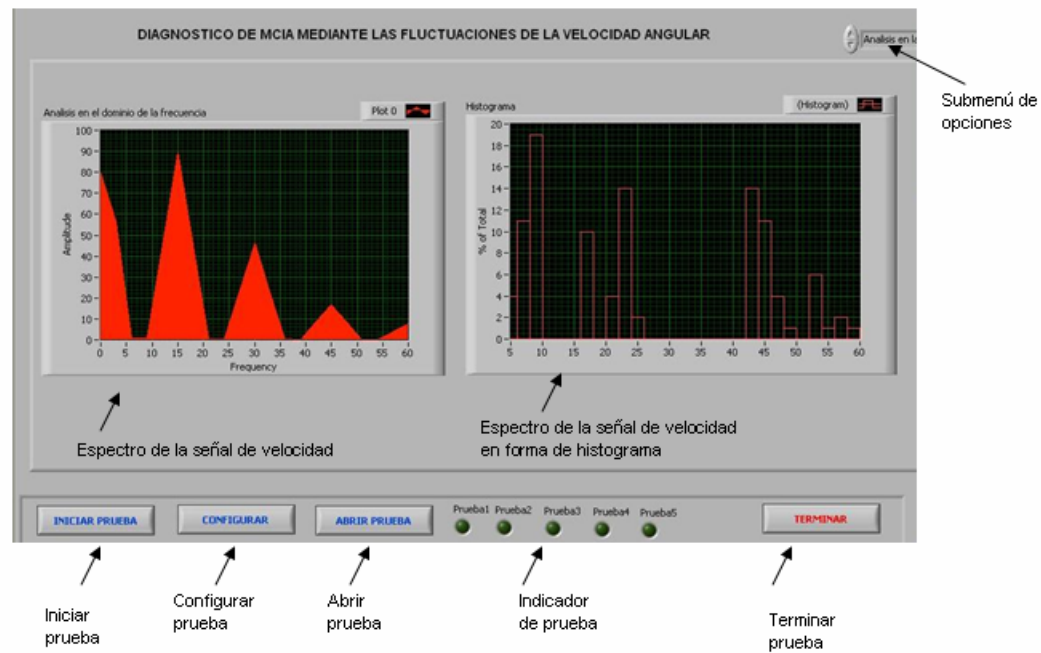 DIAGNOSTICO DE MCIA MEDIANTE LAS FLUCTUACIONES DE LA VELOCIDAD ANGULAR
Analisis en la
Submenú de
opciones
Analisis en el dominio de la frecuencia
Plot 0
100
90
80
70
60
50
40
30
20
10
0
Amplitude
0 5 10 15 20 25 30 35 40 45 50 55 60
Frequency
Histograma
(Histogram)
20
18
16
14
12
10
8
6
4
2
0
% of Total
5 10 15 20 25 30 35 40 45 50 55 60
Espectro de la señal de velocidad
Espectro de la señal de velocidad
en forma de histograma
INICIAR PRUEBA
CONFIGURAR
ABRIR PRUEBA
Prueba1 Prueba2 Prueba3 Prueba4 Prueba5
TERMINAR
Iniciar
prueba
Configurar
prueba
Abrir
prueba
Indicador
de prueba
Terminar
prueba